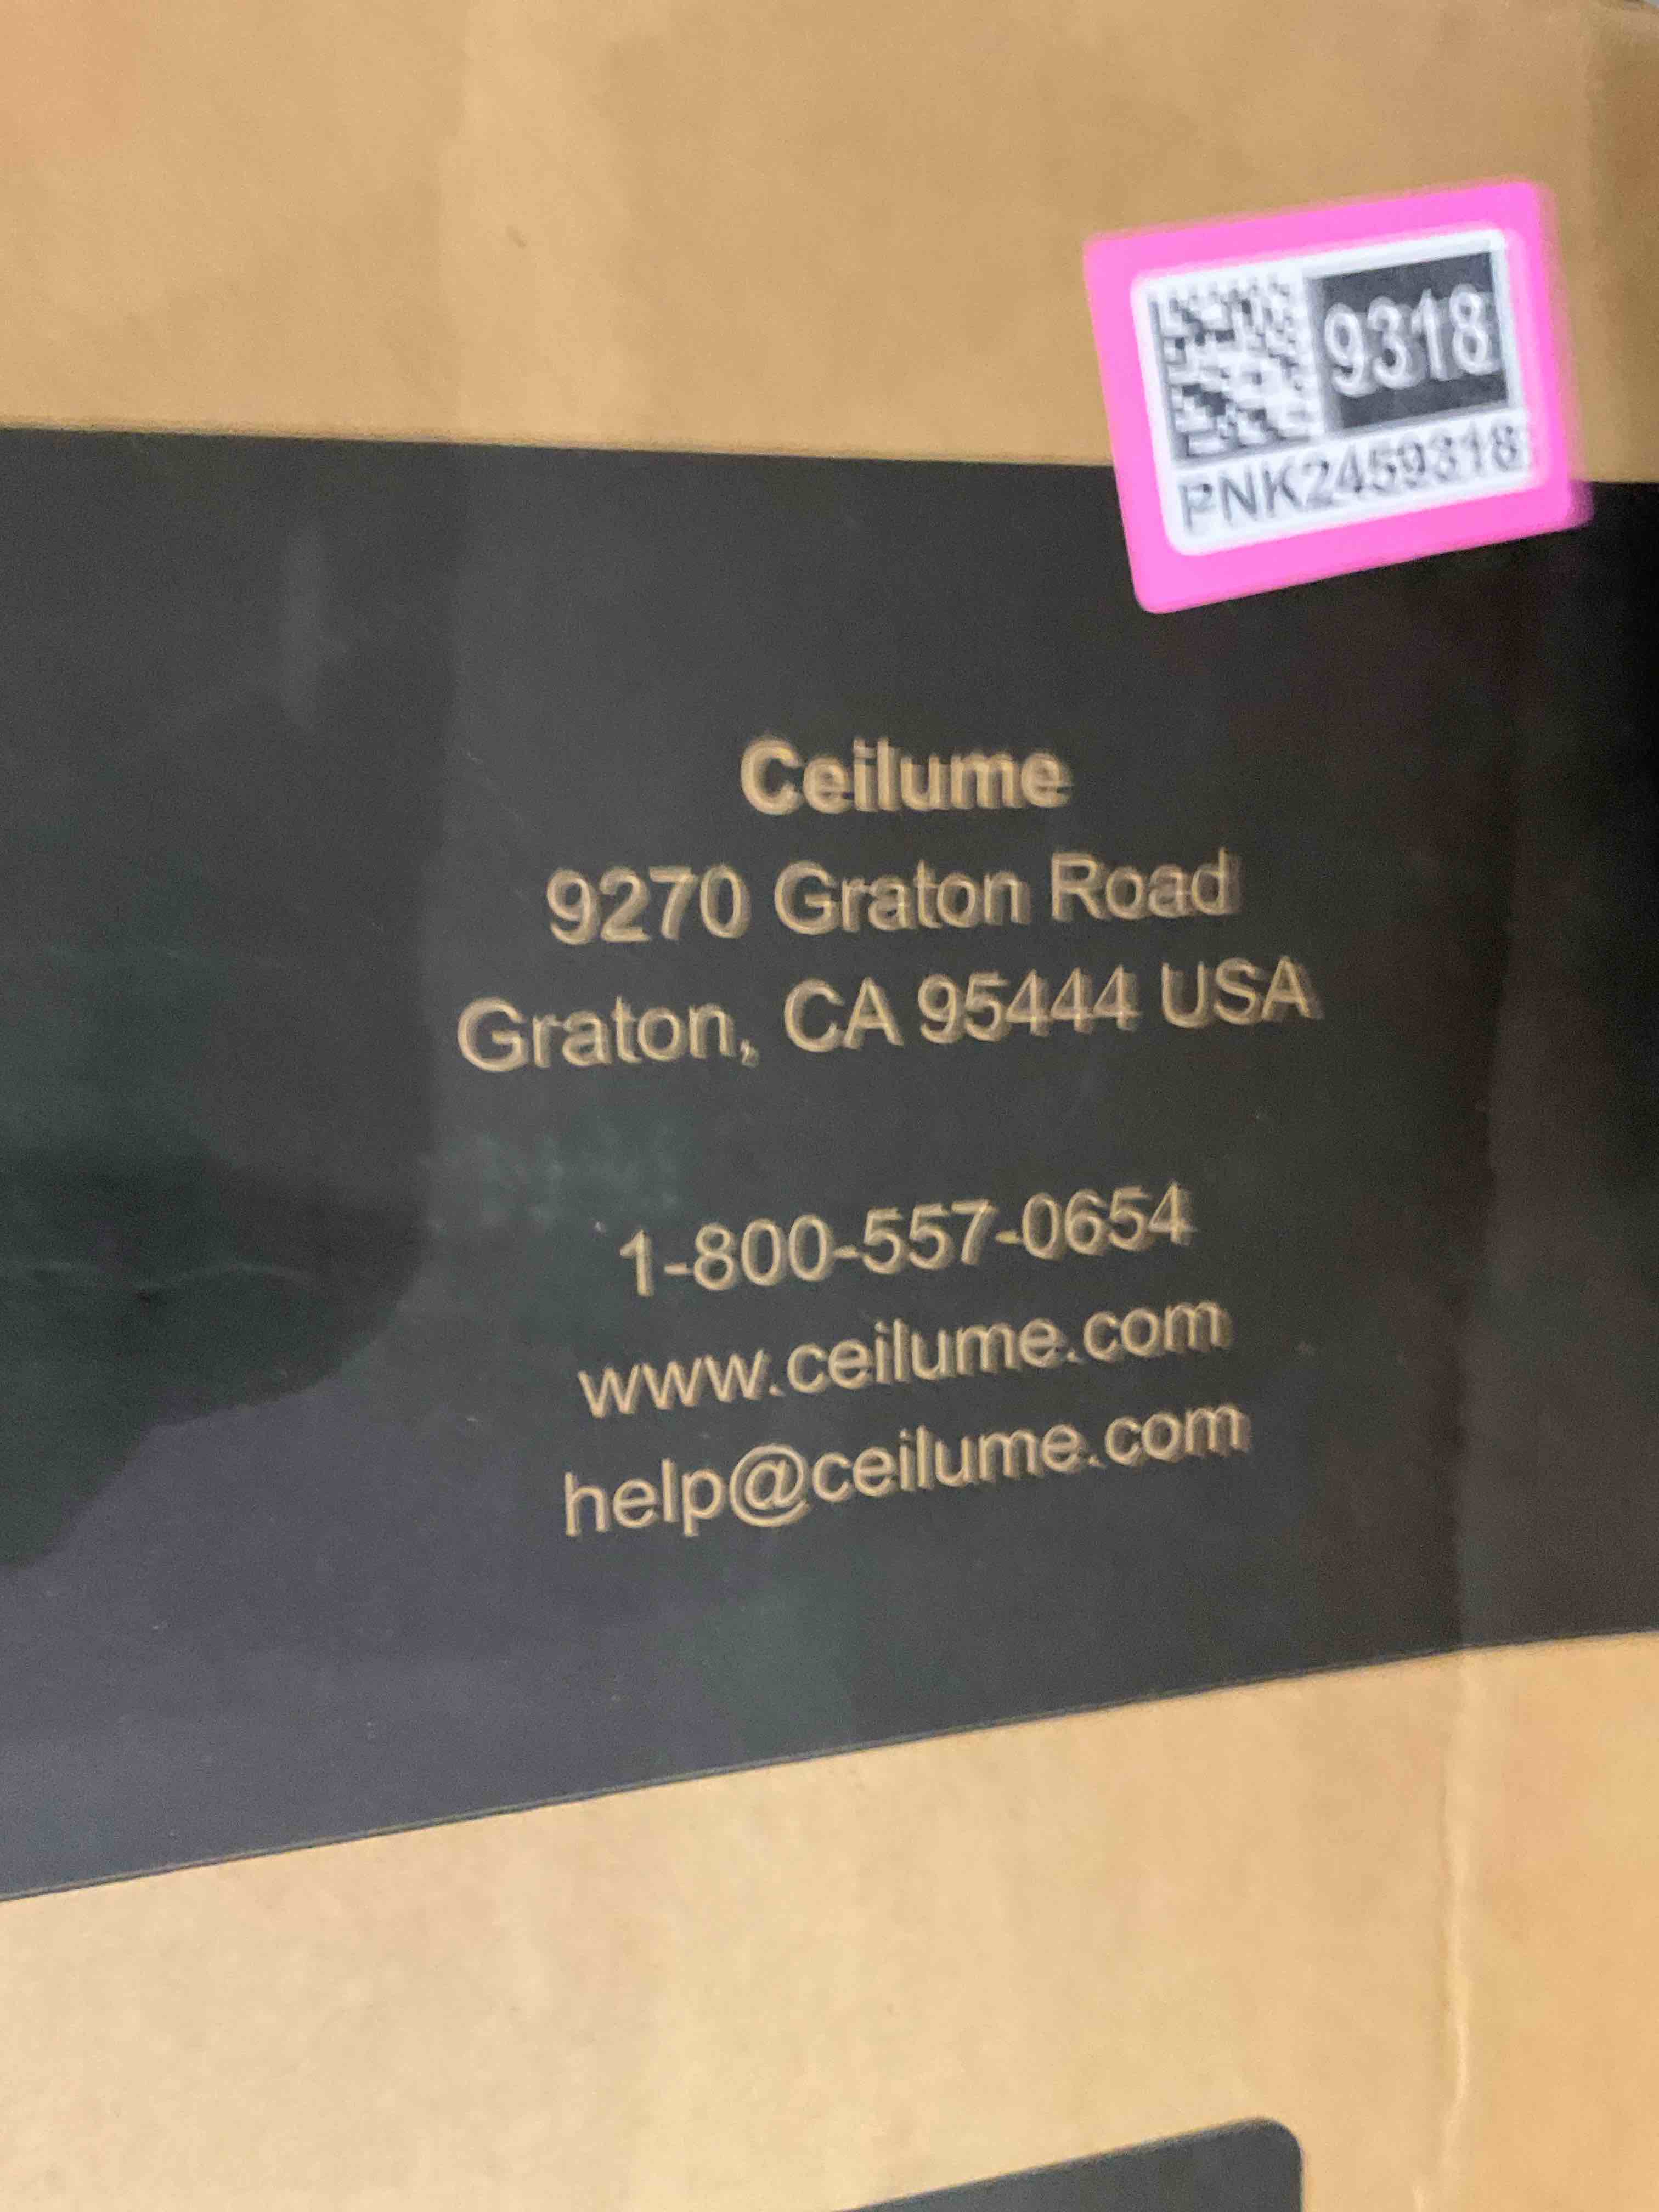 9318
PNK2459318
Ceilume
9270 Graton Road
Graton, CA 95444 USA
1-800-557-0654
www.ceilume.com
help@ceilume.com